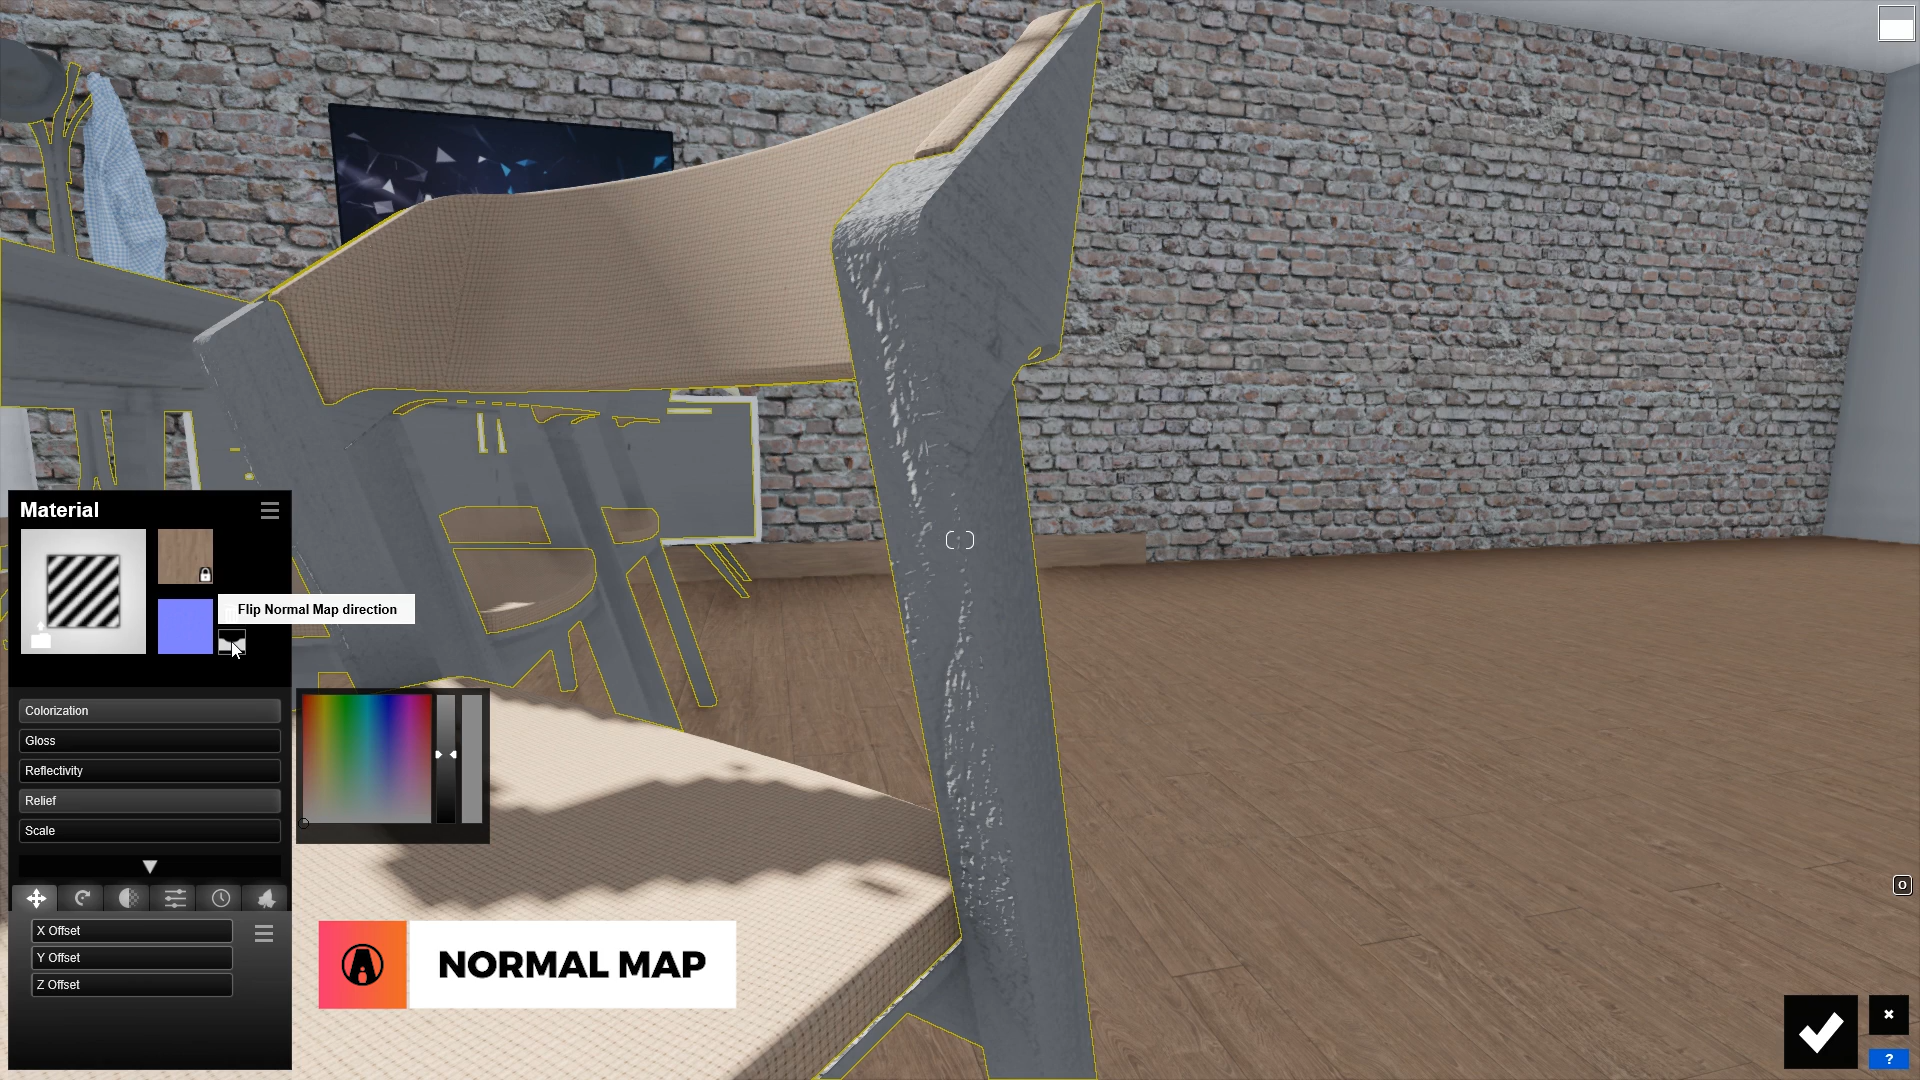 Material
Flip Normal Map direction
Colorization
Gloss
Reflectivity
Relief
Scale
X Offset
Y Offset
Z Offset
NORMAL MAP
O
?